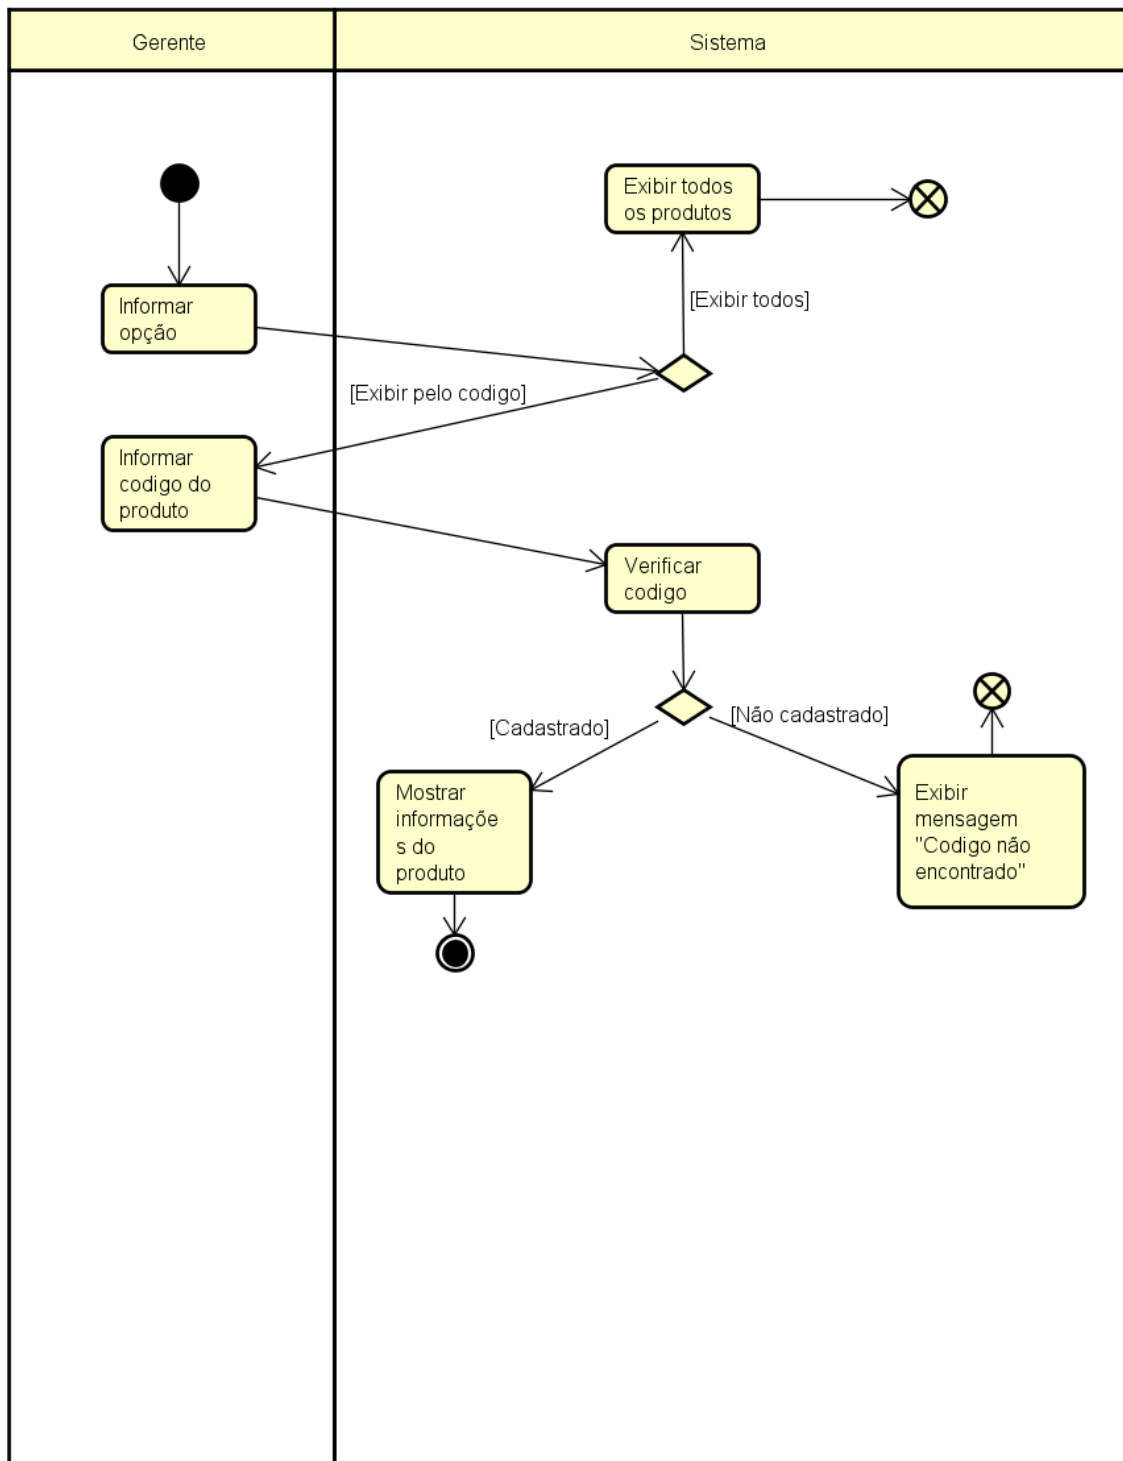 Gerente
Sistema
Exibir todos
os produtos
[Exibir todos]
Informar
opção
[Exibir pelo codigo]
Informar
codigo do
produto
Verificar
codigo
[Cadastrado]
[Não cadastrado]
Mostrar
informaçõe
s do
produto
Exibir
mensagem
"Codigo não
encontrado"